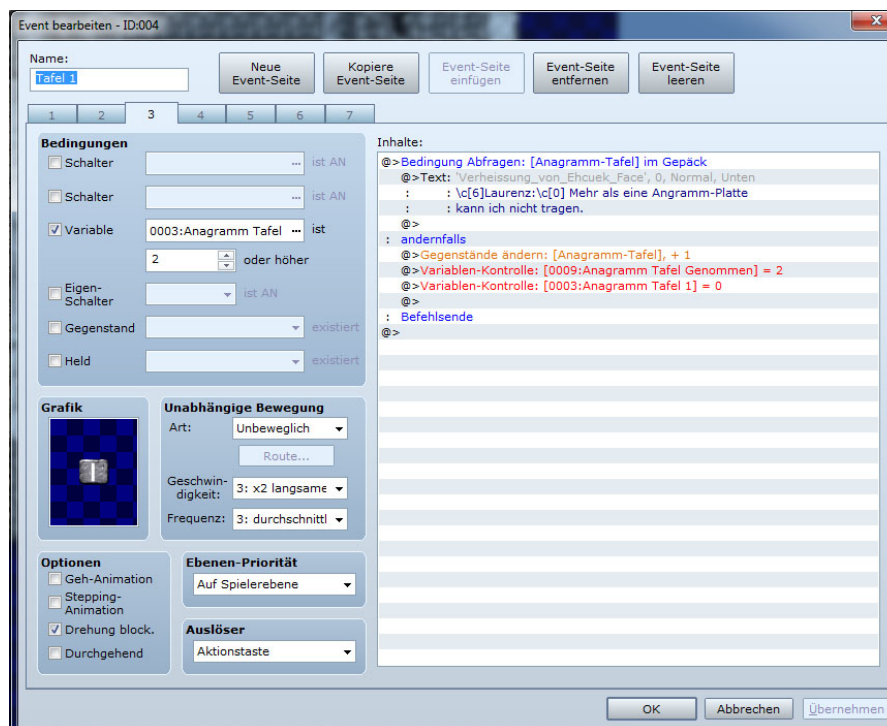 Event bearbeiten - ID:004
Name:
Tafel 1
Neue Event-Seite
Kopiere Event-Seite
Event-Seite einfügen
Event-Seite entfernen
Event-Seite leeren
1 2 3 4 5 6 7
Bedingungen
Schalter ... ist AN
Schalter ... ist AN
Variable 0003:Anagramm Tafel ... ist
2 oder höher
Eigen-Schalter ist AN
Gegenstand existiert
Held existiert
Grafik
I
Unabhängige Bewegung
Art: Unbeweglich
Route...
Geschwin-digkeit: 3: x2 langsame
Frequenz: 3: durchschnittl
Optionen
Geh-Animation
Stepping-Animation
Drehung block.
Durchgehend
Ebenen-Priorität
Auf Spielerebene
Auslöser
Aktionstaste
Inhalte:
@>Bedingung Abfragen: [Anagramm-Tafel] im Gepäck
@>Text: 'Verheissung_von_Ehcuek_Face', 0, Normal, Unten
: : \c[6]Laurenz:\c[0] Mehr als eine Angramm-Platte
: : kann ich nicht tragen.
@>
: andernfalls
@>Gegenstände ändern: [Anagramm-Tafel], + 1
@>Variablen-Kontrolle: [0009:Anagramm Tafel Genommen] = 2
@>Variablen-Kontrolle: [0003:Anagramm Tafel 1] = 0
@>
: Befehlsende
@>
OK
Abbrechen
Übernehmen